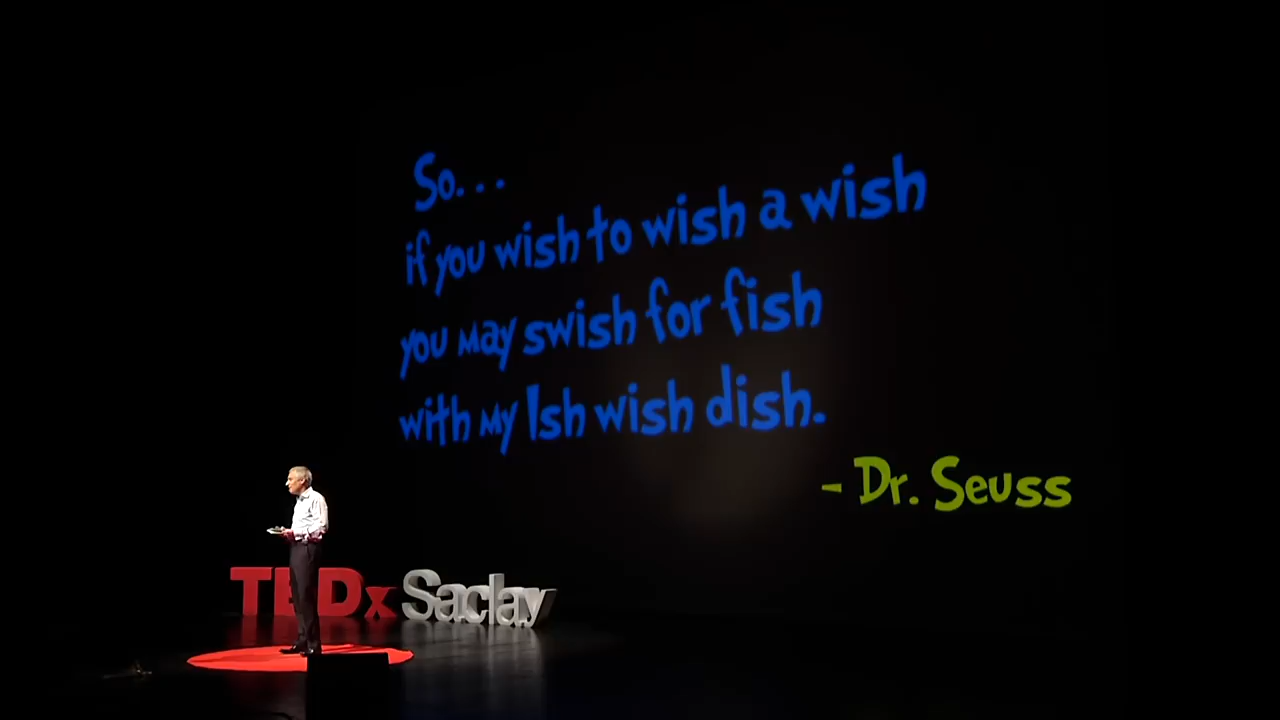 So...
if you wish to wish a wish
you may swish for fish
with my Ish wish dish.
- Dr. Seuss
TEDx Saclay